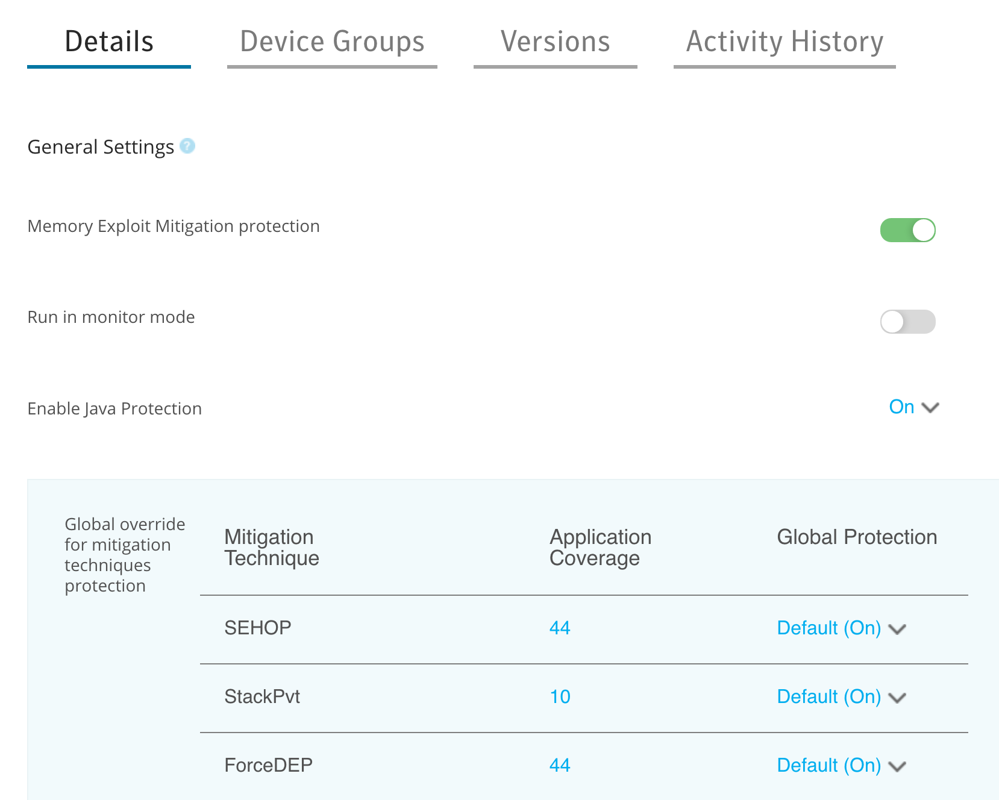 Details Device Groups Versions Activity History
General Settings ?
Memory Exploit Mitigation protection
Run in monitor mode
Enable Java Protection On
Global override
for mitigation
techniques
protection
Mitigation
Technique
Application
Coverage
Global Protection
SEHOP 44 Default (On)
StackPvt 10 Default (On)
ForceDEP 44 Default (On)